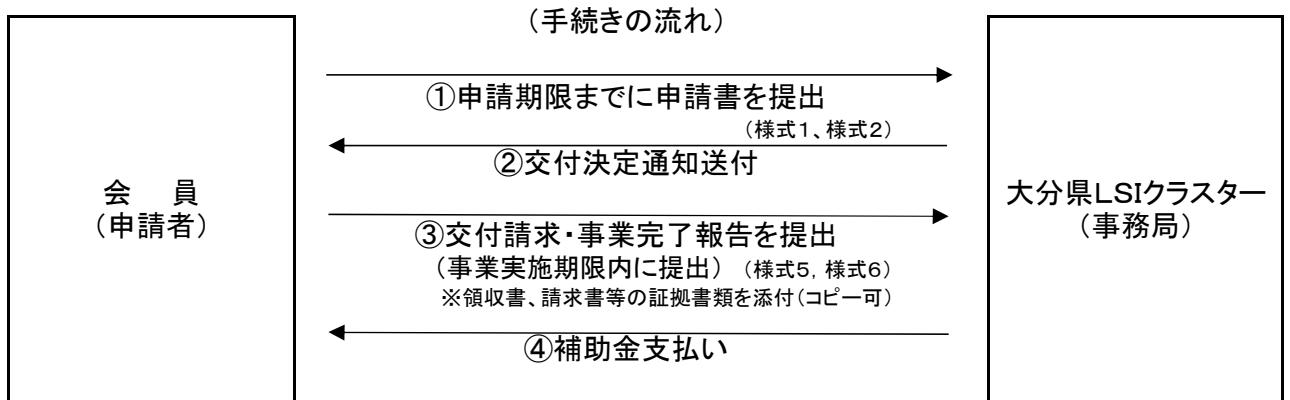 （手続きの流れ）
①申請期限までに申請書を提出
（様式１、様式２）
②交付決定通知送付
会　員
（申請者）
大分県ＬＳＩクラスター
（事務局）
③交付請求・事業完了報告を提出
（事業実施期限内に提出）（様式５，様式６）
※領収書、請求書等の証拠書類を添付（コピー可）
④補助金支払い